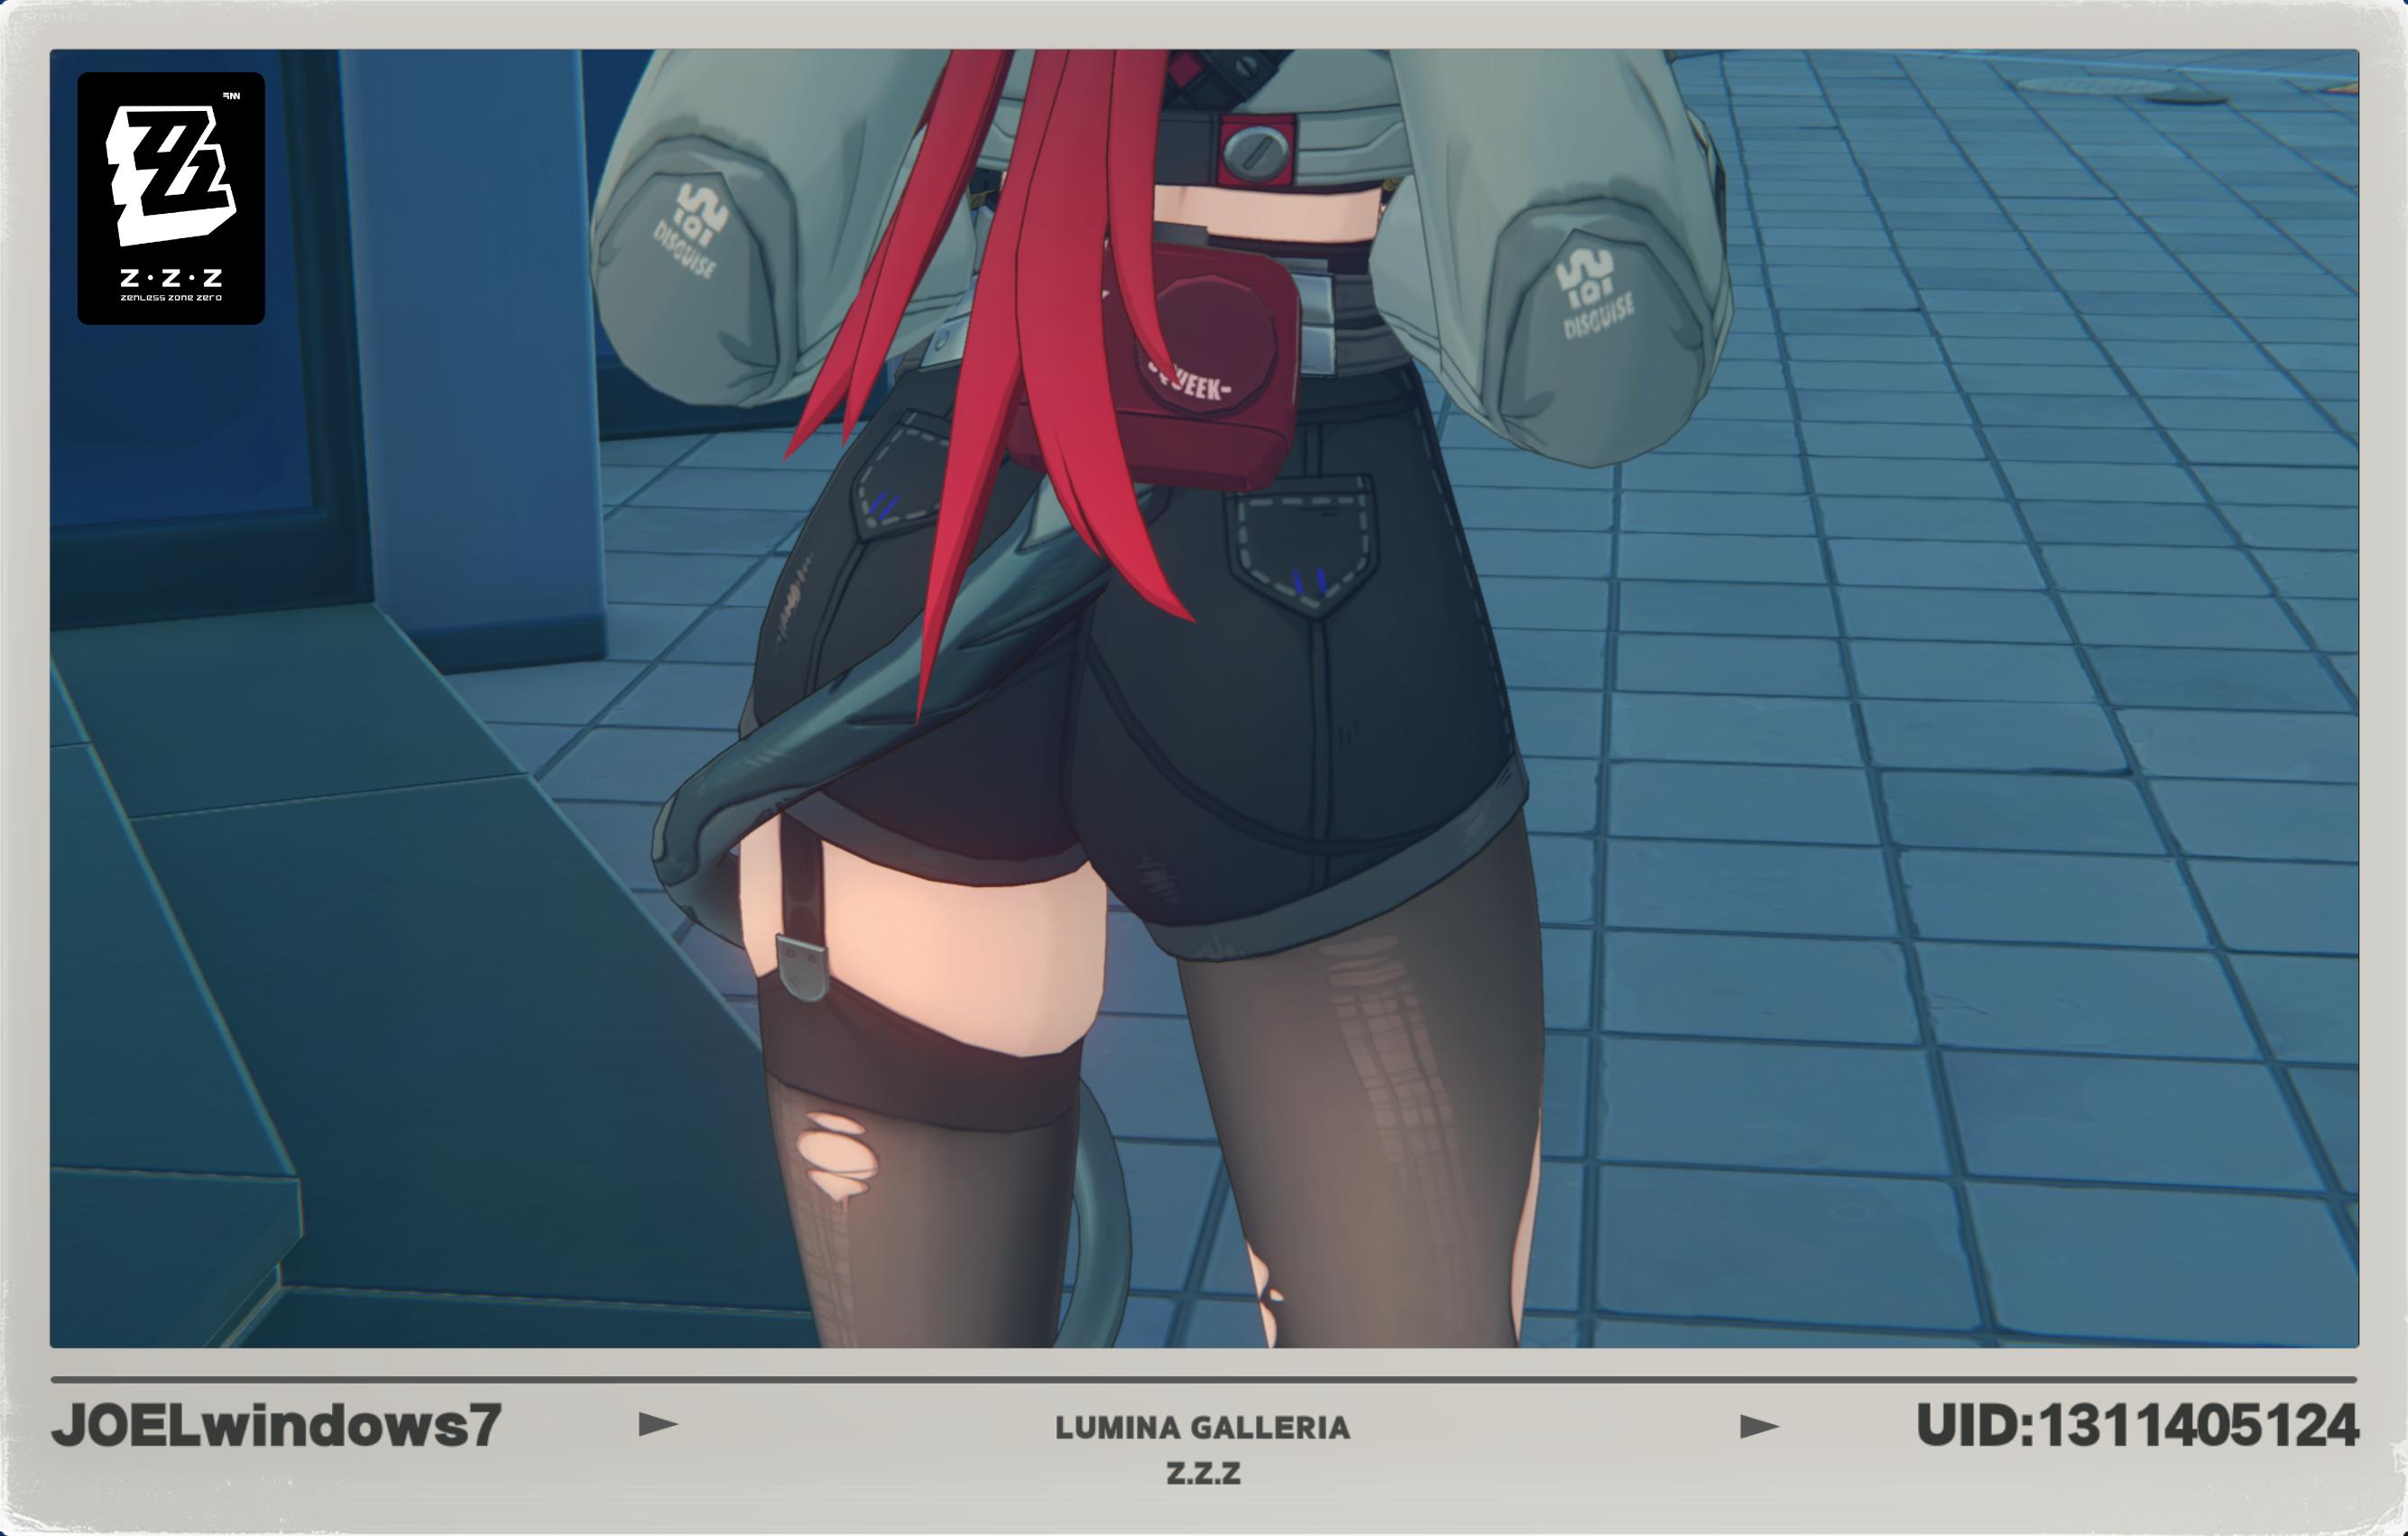 Z·Z·Z
ZENLESS ZONE ZERO
DISGUISE
DISGUISE
JOELwindows7
LUMINA GALLERIA
UID:1311405124
Z.Z.Z